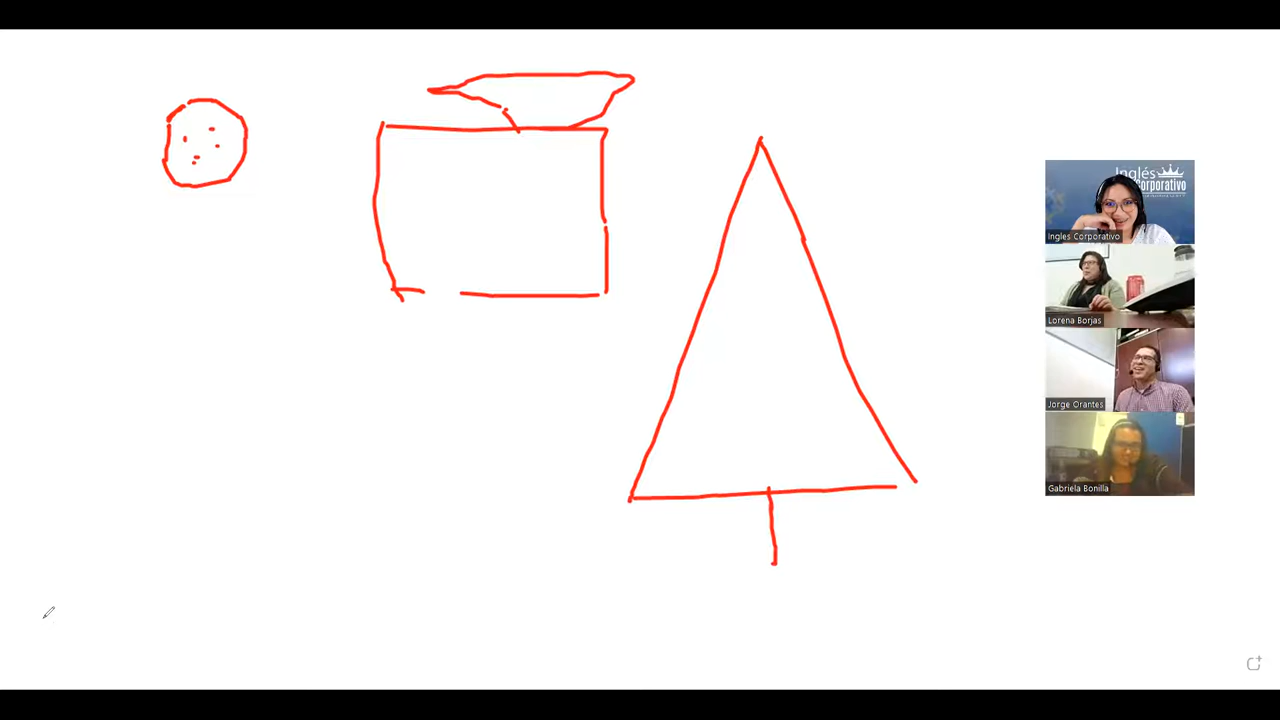 Inglés
Corporativo
Ingles Corporativo
Lorena Borjas
Jorge Orantes
Gabriela Bonilla